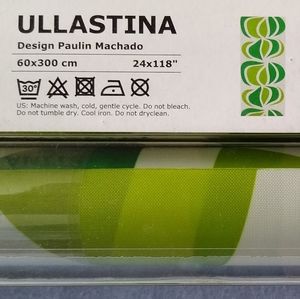 ULLASTINA
Design Paulin Machado
60x300 cm 24x118"
30°
US: Machine wash, cold, gentle cycle. Do not bleach.
Do not tumble dry. Cool iron. Do not dryclean.